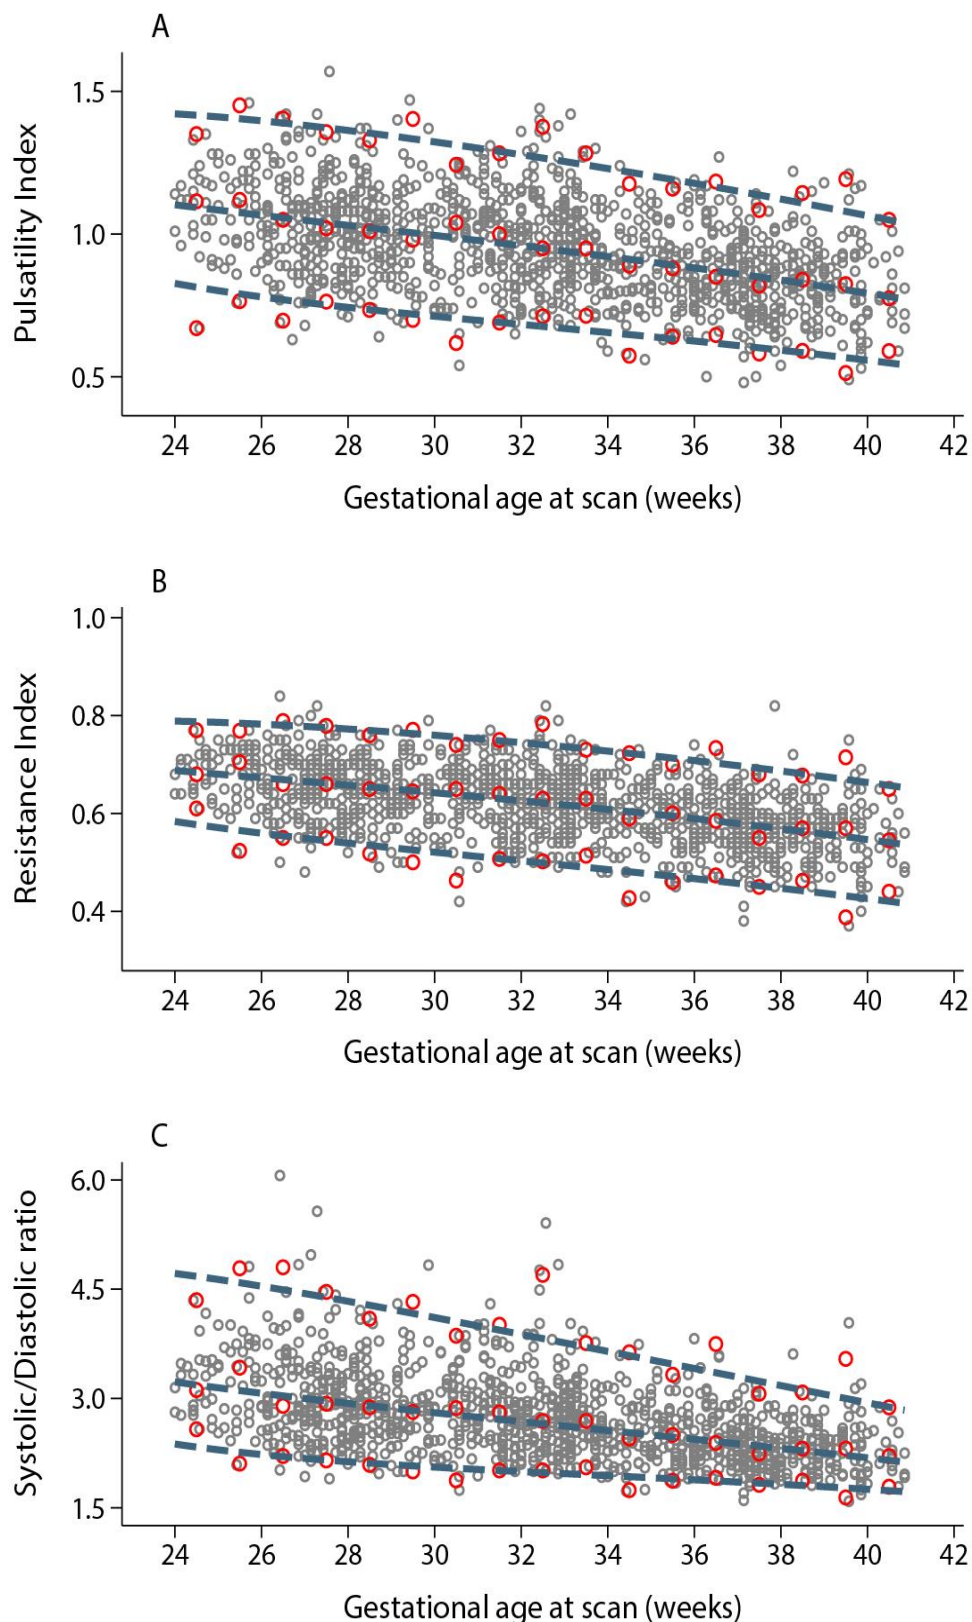 A
Pulsatility Index
1.5
1.0
0.5
24 26 28 30 32 34 36 38 40 42
Gestational age at scan (weeks)
B
Resistance Index
1.0
0.8
0.6
0.4
24 26 28 30 32 34 36 38 40 42
Gestational age at scan (weeks)
C
Systolic/Diastolic ratio
6.0
4.5
3.0
1.5
24 26 28 30 32 34 36 38 40 42
Gestational age at scan (weeks)